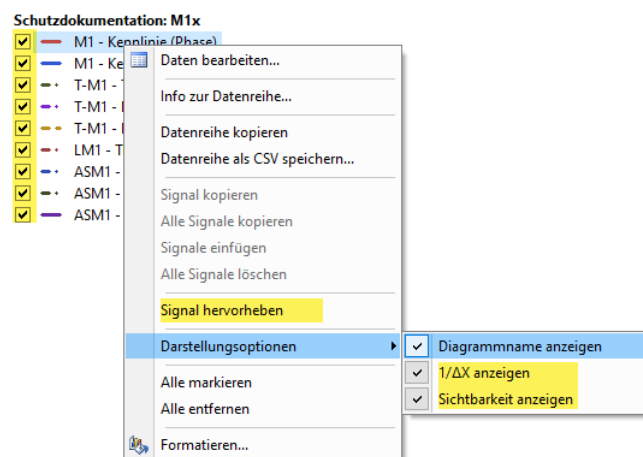 Schutzdokumentation: M1x
M1 - Kennlinie (Phase)
M1 - Ke
T-M1 -
T-M1 -
T-M1 -
LM1 - T
ASM1 -
ASM1 -
ASM1 -
Daten bearbeiten...
Info zur Datenreihe...
Datenreihe kopieren
Datenreihe als CSV speichern...
Signal kopieren
Alle Signale kopieren
Signale einfügen
Alle Signale löschen
Signal hervorheben
Darstellungsoptionen
Diagrammname anzeigen
1/ΔX anzeigen
Sichtbarkeit anzeigen
Alle markieren
Alle entfernen
Formatieren...